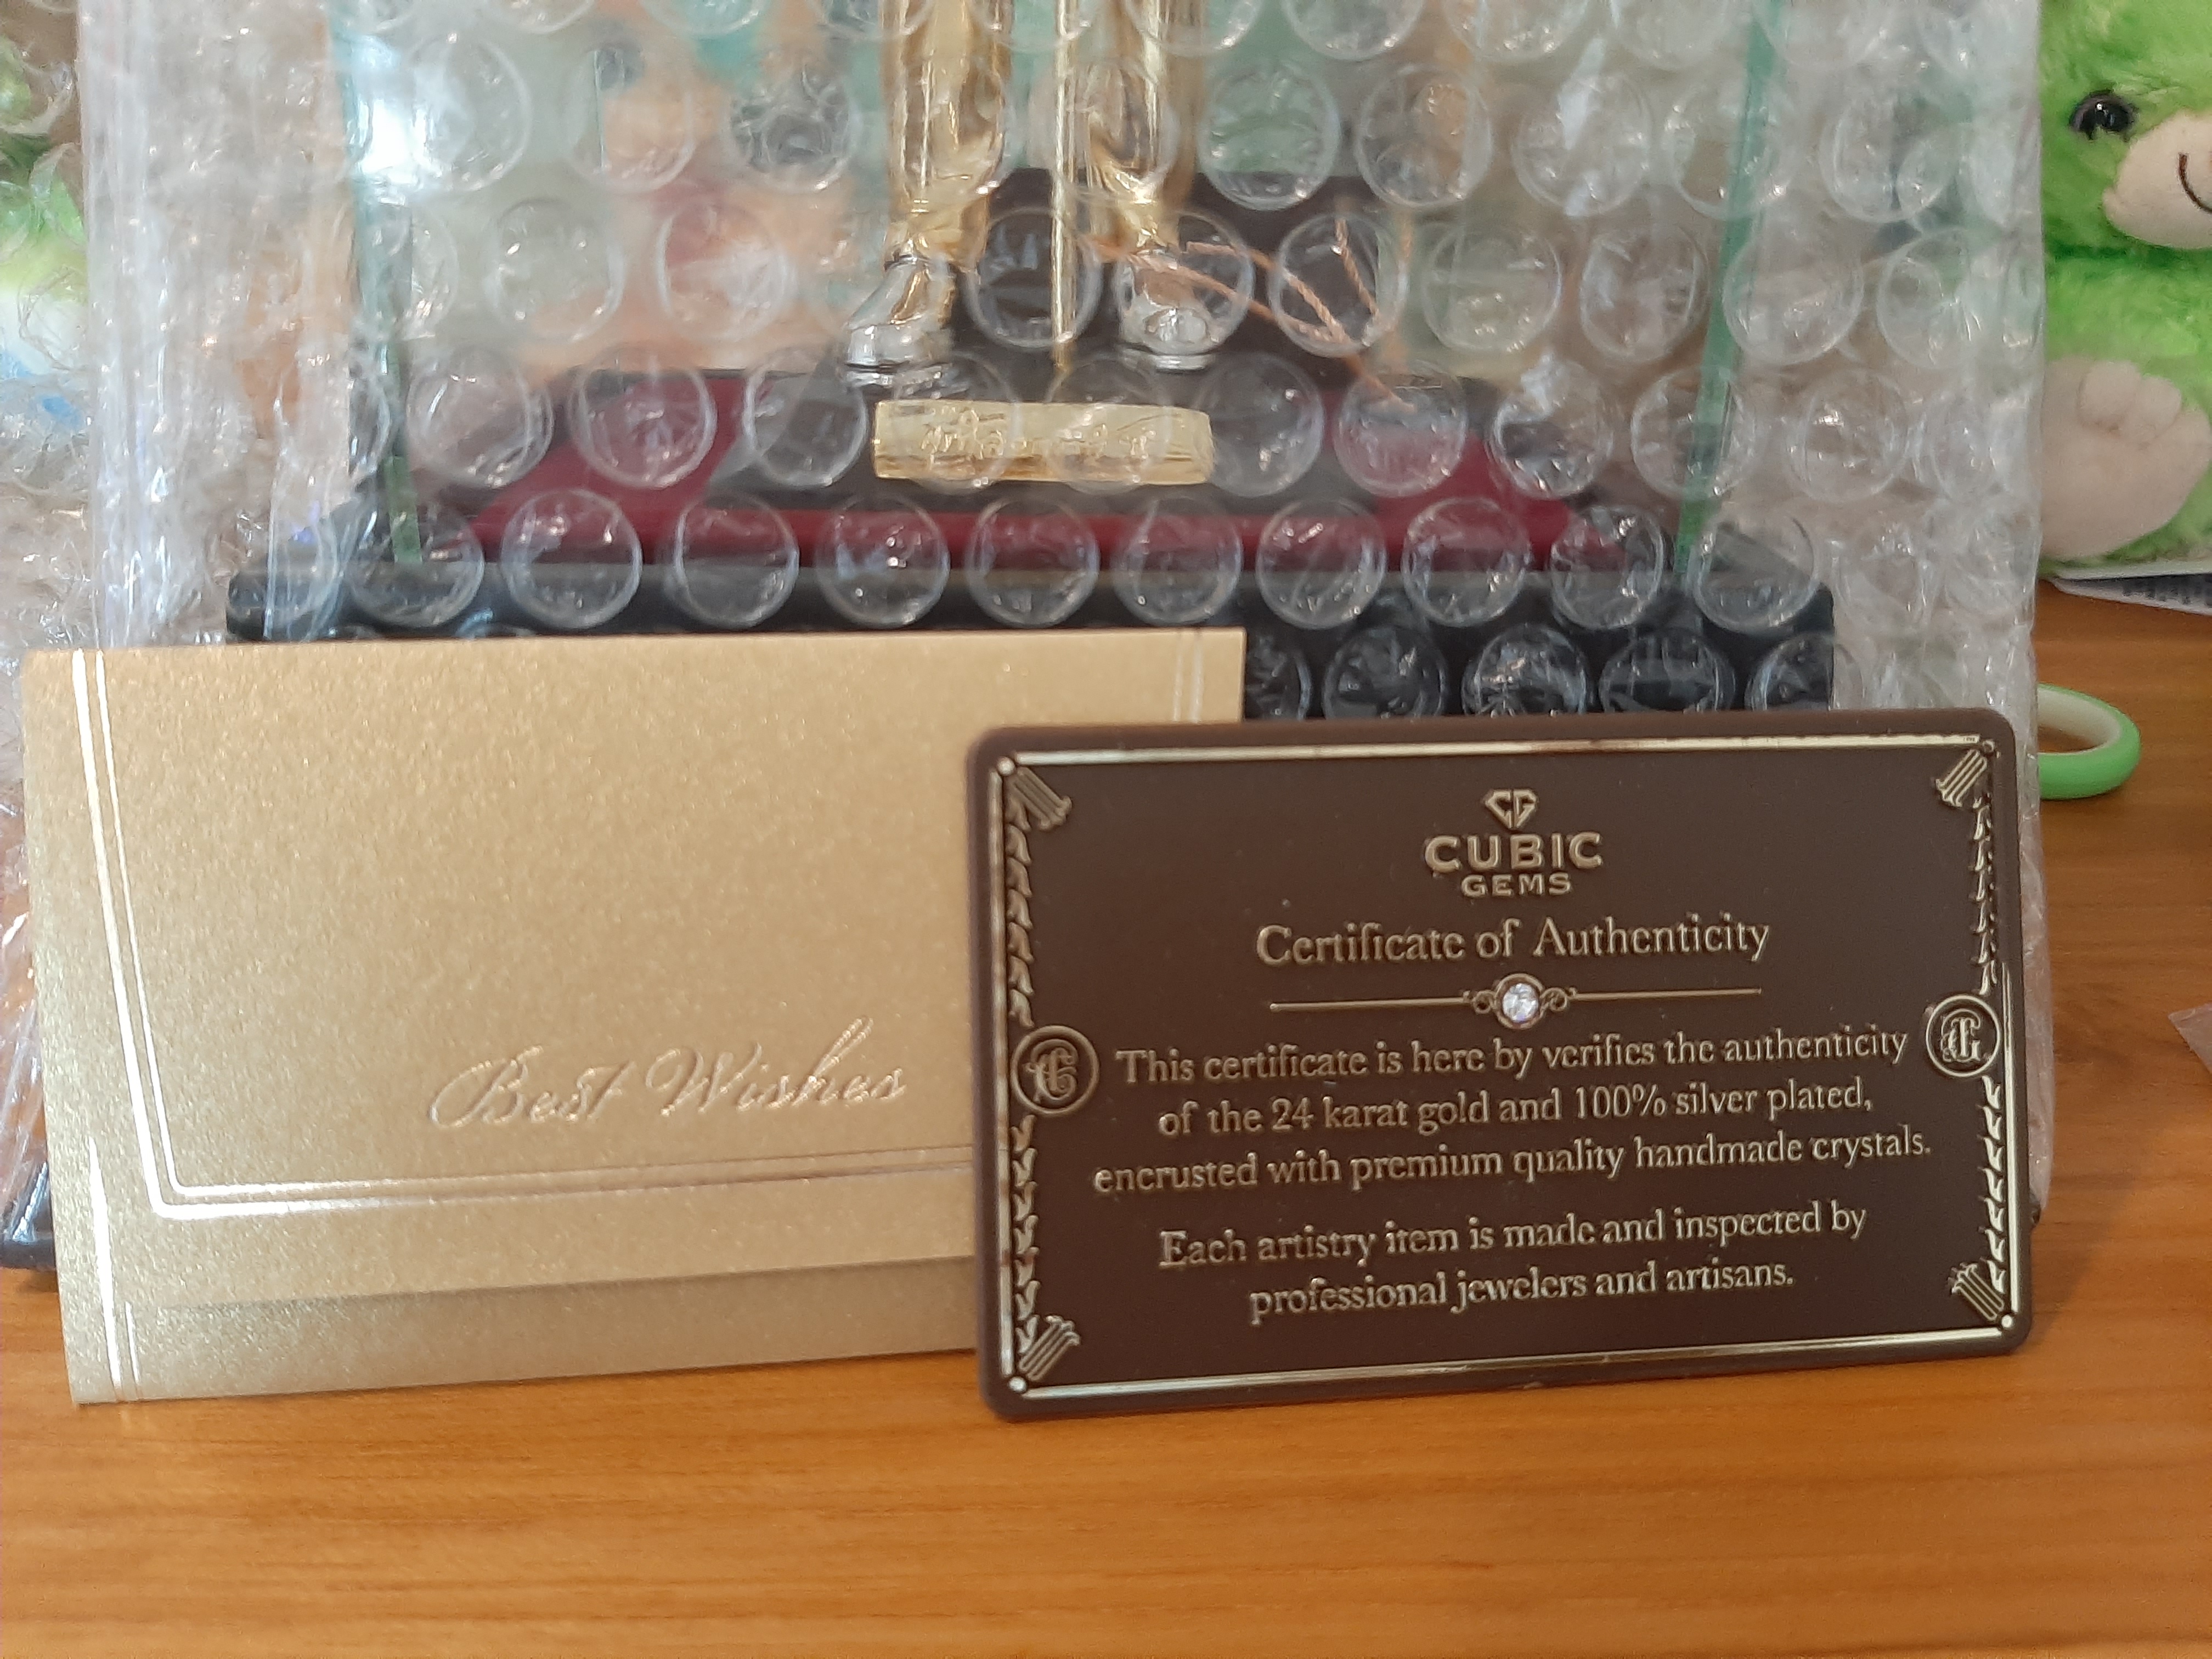 Best Wishes
CG
CUBIC
GEMS
Certificate of Authenticity
This certificate is here by verifies the authenticity
of the 24 karat gold and 100% silver plated,
encrusted with premium quality handmade crystals.
Each artistry item is made and inspected by
professional jewelers and artisans.